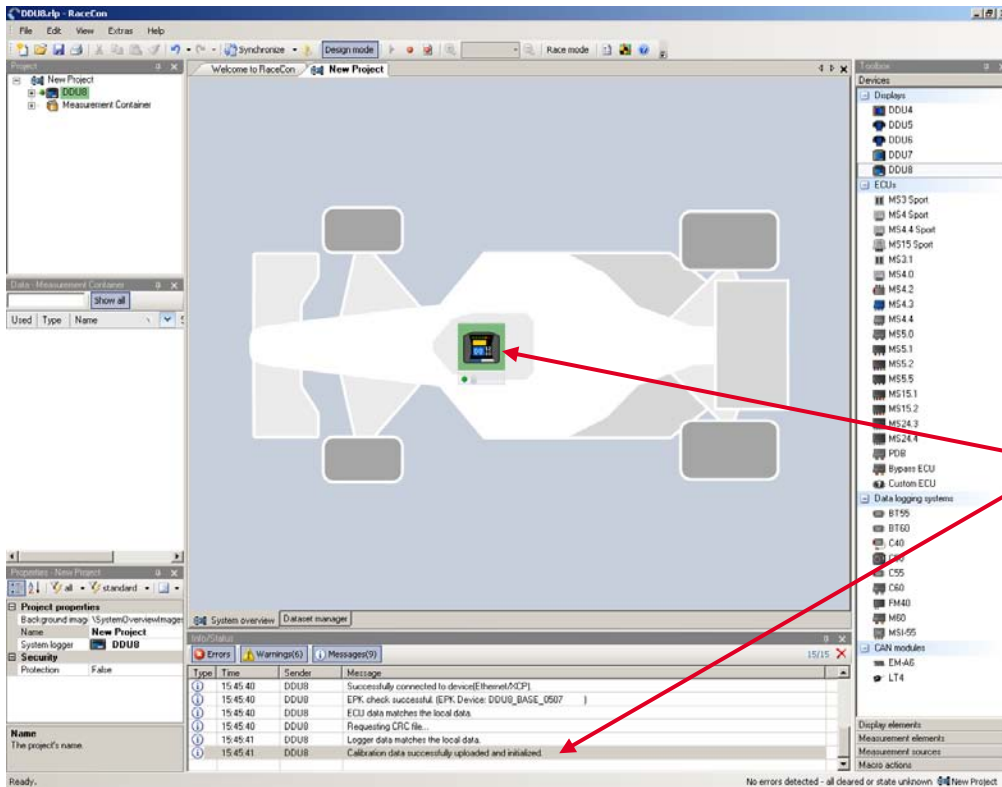 DDU8.rlp - RaceCon
File Edit View Extras Help
Synchronize Design mode Race mode
Project
New Project
DDU8
Measurement Container
Data - Measurement Container
Show all
Used Type Name
Properties - New Project
all standard
Project properties
Background imag \SystemOverviewImages
Name New Project
System logger DDU8
Security
Protection False
Name
The project's name.
Welcome to RaceCon New Project
System overview Dataset manager
Info/Status
Errors Warnings(6) Messages(9) 15/15
Type Time Sender Message
15:45:40 DDU8 Successfully connected to device(Ethernet/XCP).
15:45:40 DDU8 EPK check successful. (EPK Device: DDU8_BASE_0507 )
15:45:40 DDU8 ECU data matches the local data.
15:45:40 DDU8 Requesting CRC file...
15:45:41 DDU8 Logger data matches the local data.
15:45:41 DDU8 Calibration data successfully uploaded and initialized.
Toolbox
Devices
Displays
DDU4
DDU5
DDU6
DDU7
DDU8
ECUs
MS3 Sport
MS4 Sport
MS4.4 Sport
MS15 Sport
MS3.1
MS4.0
MS4.2
MS4.3
MS4.4
MS5.0
MS5.1
MS5.2
MS5.5
MS15.1
MS15.2
MS24.3
MS24.4
PDB
Bypass ECU
Custom ECU
Data logging systems
BT55
BT60
C40
C55
C60
FM40
M60
MSI-55
CAN modules
EM-A6
LT4
Display elements
Measurement elements
Measurement sources
Macro actions
Ready.
No errors detected - all cleared or state unknown New Project